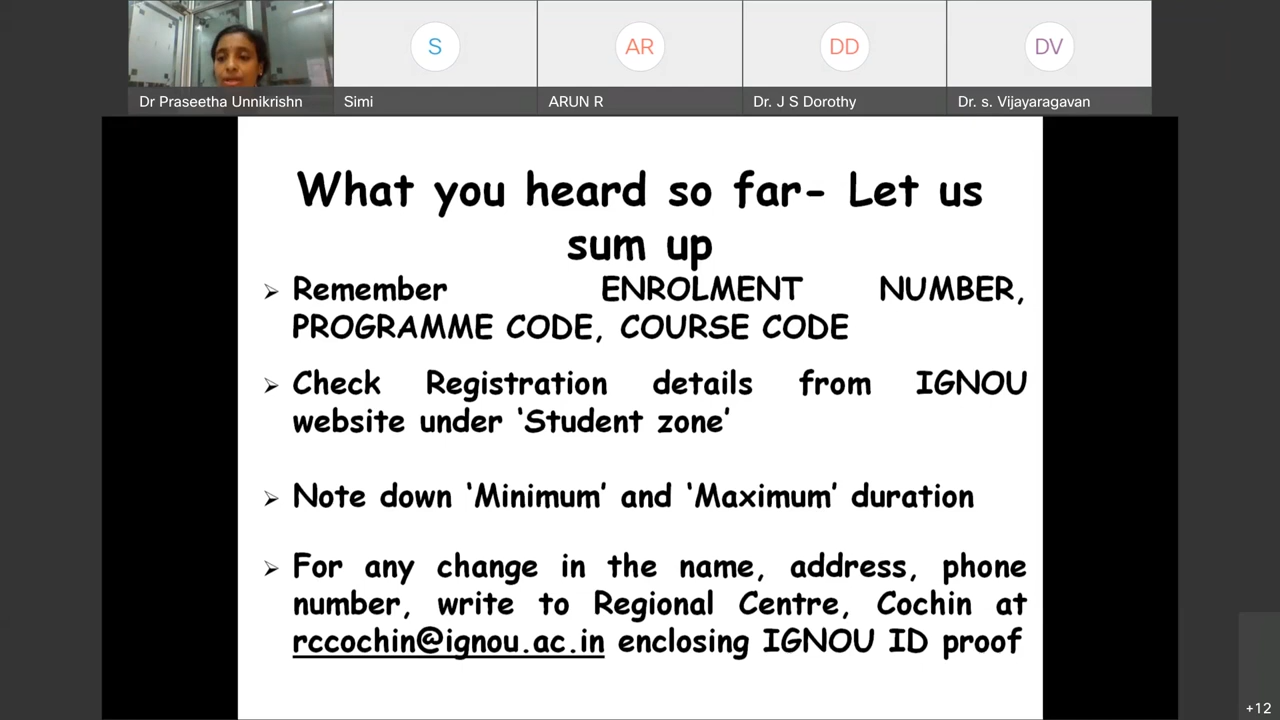 S
AR
DD
DV
Dr Praseetha Unnikrishn
Simi
ARUN R
Dr. J S Dorothy
Dr. s. Vijayaragavan
What you heard so far- Let us
sum up
➢ Remember ENROLMENT NUMBER,
PROGRAMME CODE, COURSE CODE
➢ Check Registration details from IGNOU
website under ‘Student zone’
➢ Note down ‘Minimum’ and ‘Maximum’ duration
➢ For any change in the name, address, phone
number, write to Regional Centre, Cochin at
rccochin@ignou.ac.in enclosing IGNOU ID proof
+12